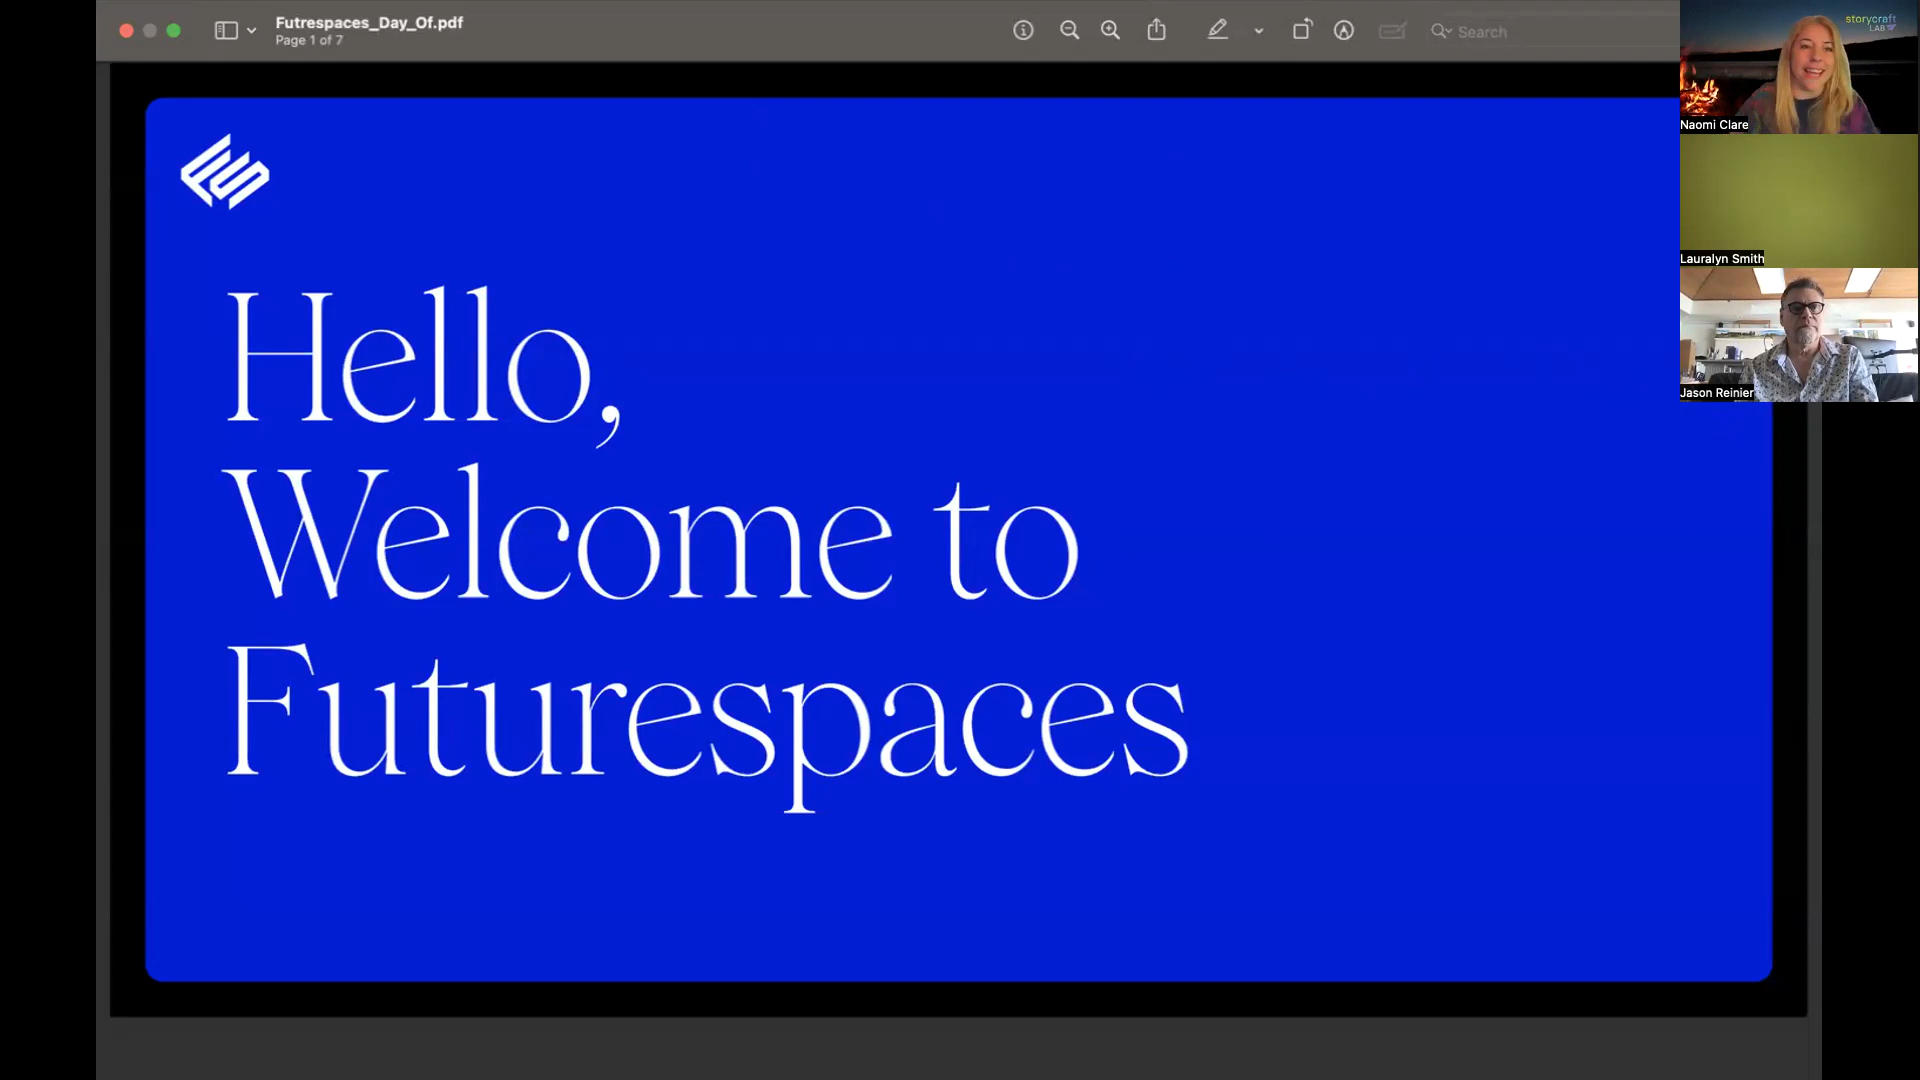 Futrespaces_Day_Of.pdf
Page 1 of 7
Search
storycraft
LAB
Naomi Clare
Lauralyn Smith
Jason Reinier
Hello,
Welcome to
Futurespaces